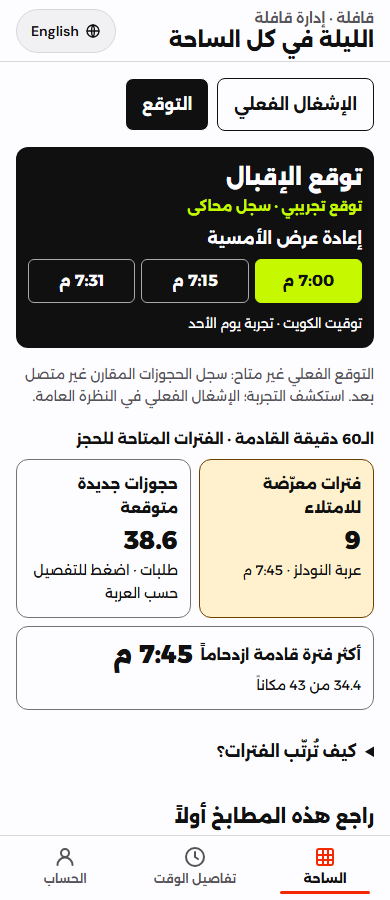 قافلة · إدارة قافلة
الليلة في كل الساحة
English
الإشغال الفعلي
التوقع
توقع الإقبال
توقع تجريبي · سجل محاكى
إعادة عرض الأمسية
7:00 م
7:15 م
7:31 م
توقيت الكويت · تجربة يوم الأحد
التوقع الفعلي غير متاح: سجل الحجوزات المقارن غير متصل
بعد. استكشف التجربة؛ الإشغال الفعلي في النظرة العامة.
الـ60 دقيقة القادمة · الفترات المتاحة للحجز
فترات معرّضة
للامتلاء
9
عربة النودلز · 7:45 م
حجوزات جديدة
متوقعة
38.6
طلبات · اضغط للتفصيل
حسب العربة
أكثر فترة قادمة ازدحاماً 7:45 م
34.4 من 43 مكاناً
كيف تُرتّب الفترات؟
راجع هذه المطابخ أولاً
الساحة
تفاصيل الوقت
الحساب